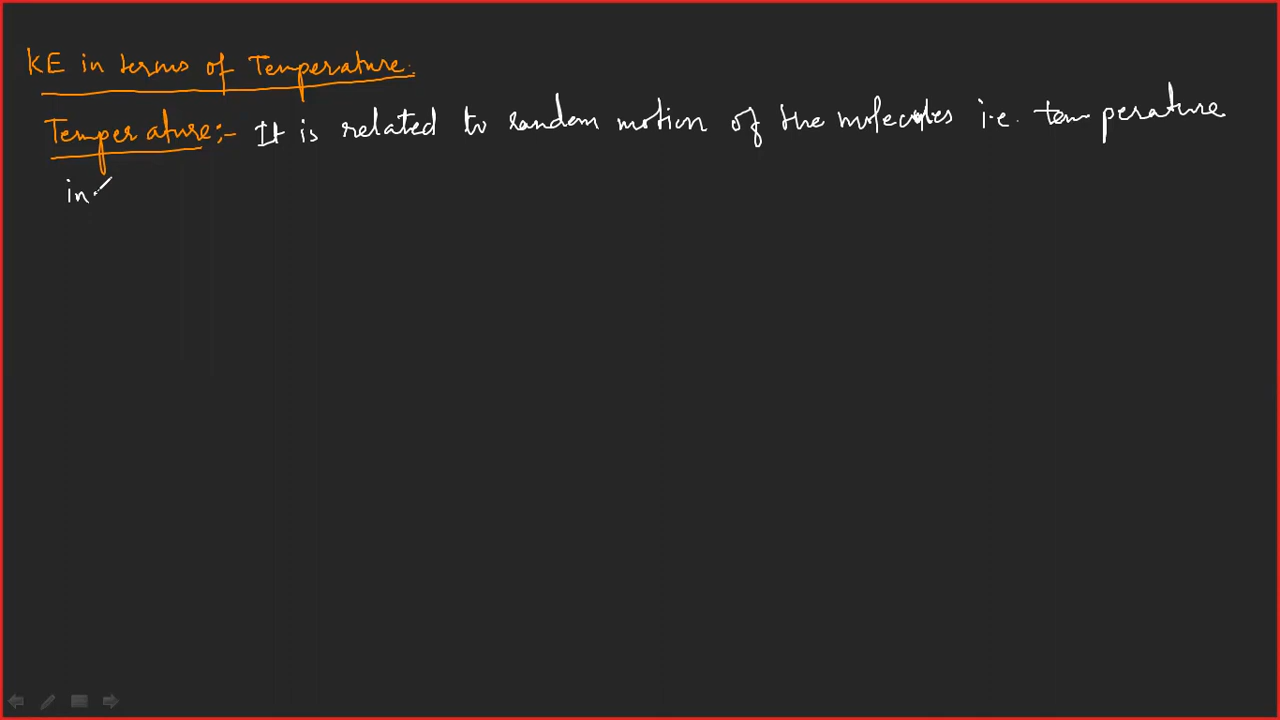 KE in terms of Temperature.
Temperature:- It is related to random motion of the molecules i.e. temperature
in